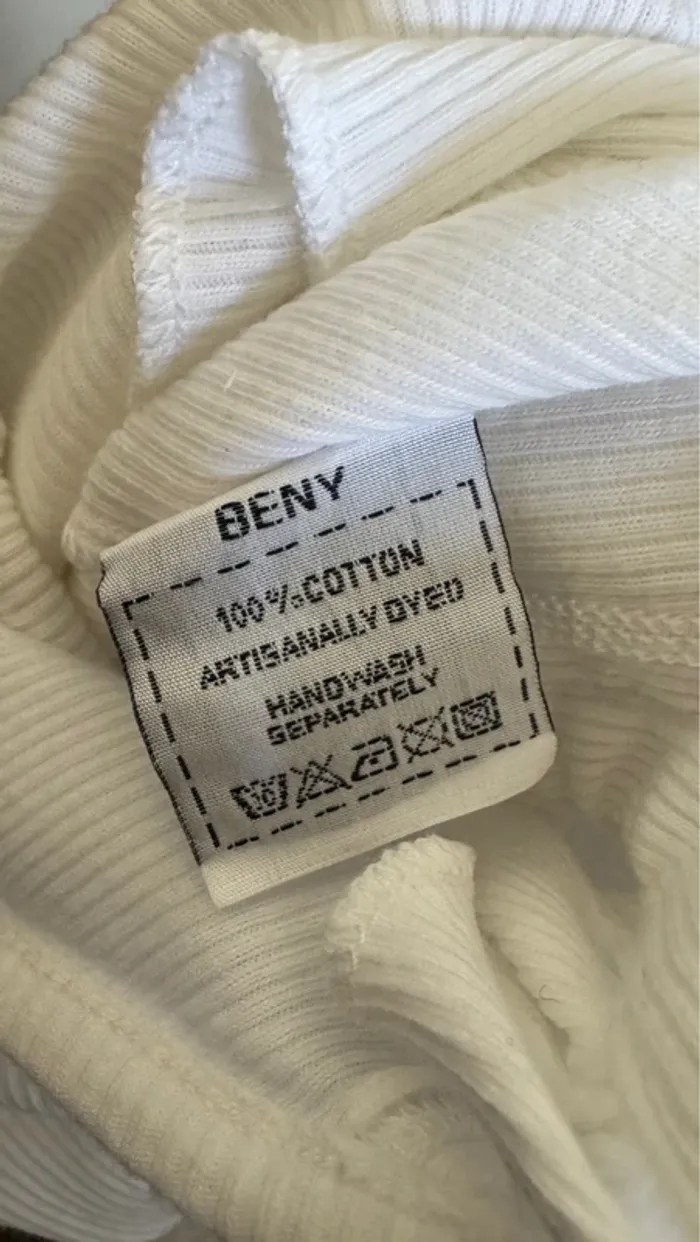 BENY
100%COTTON
ARTISANALLY DYED
HANDWASH
SEPARATELY